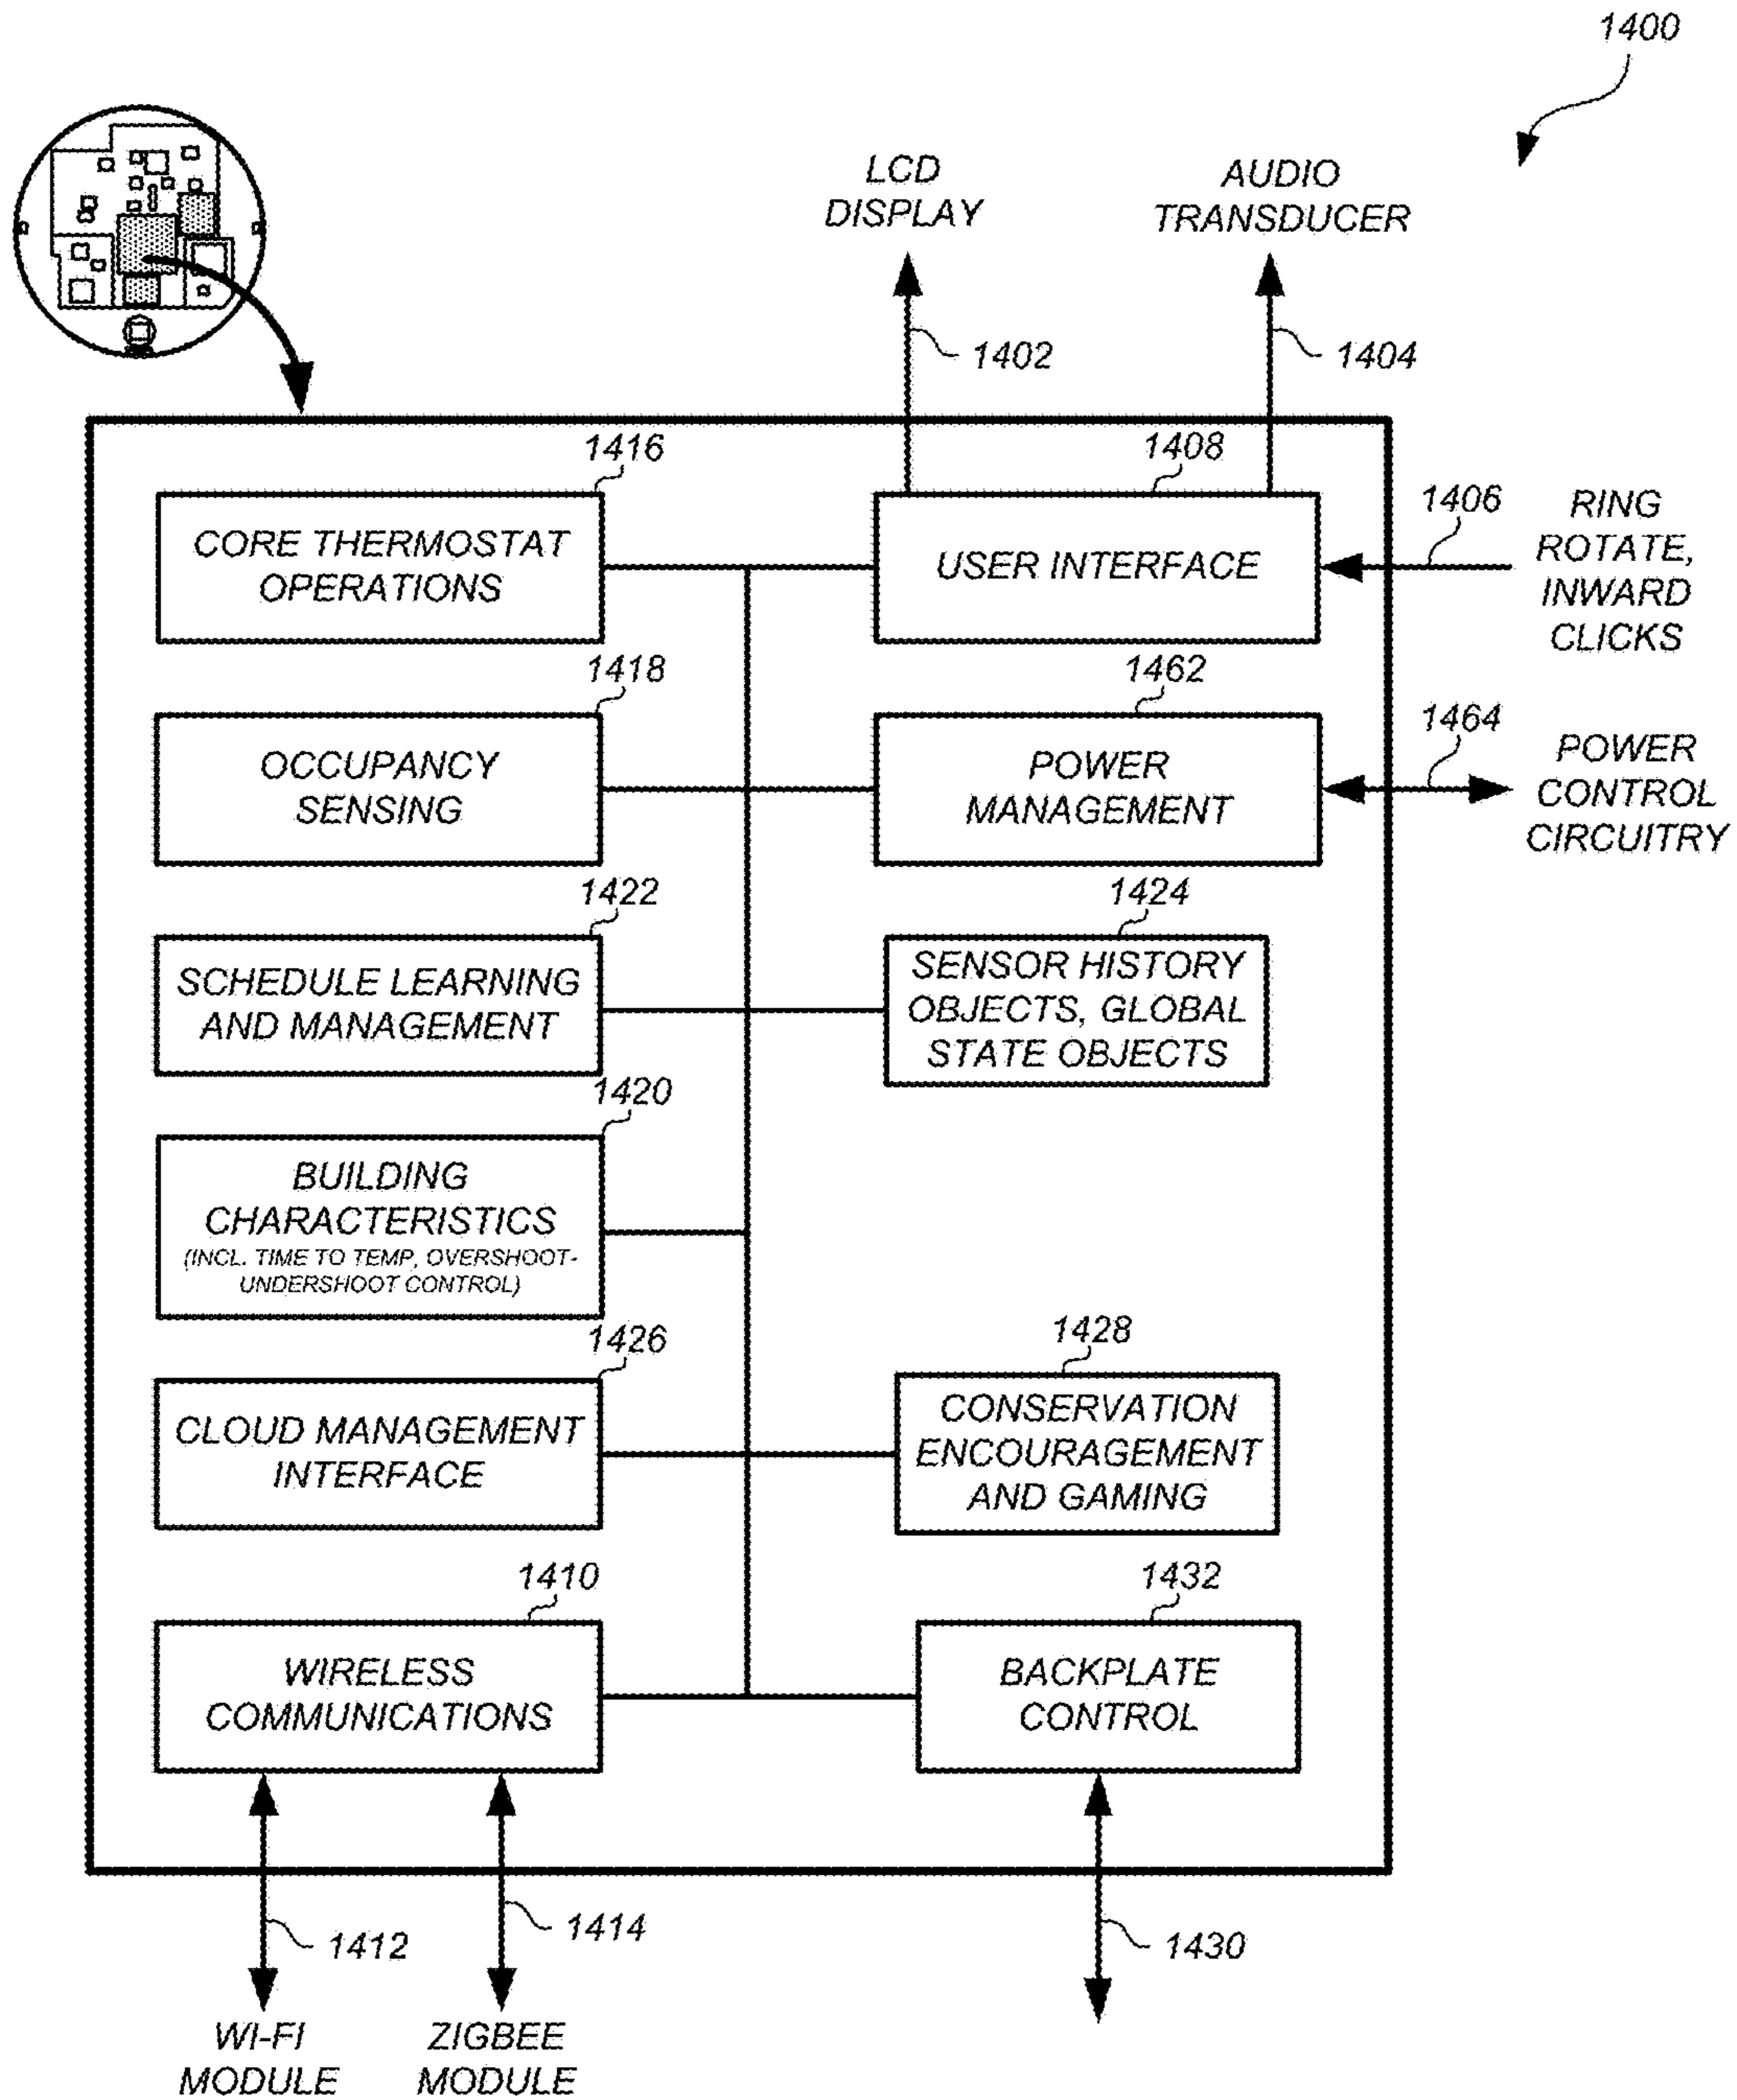 1400
LCD
DISPLAY
AUDIO
TRANSDUCER
1402
1404
1416
1408
1406
RING
ROTATE,
INWARD
CLICKS
CORE THERMOSTAT
OPERATIONS
USER INTERFACE
1418
1462
1464
POWER
CONTROL
CIRCUITRY
OCCUPANCY
SENSING
POWER
MANAGEMENT
1422
1424
SCHEDULE LEARNING
AND MANAGEMENT
SENSOR HISTORY
OBJECTS, GLOBAL
STATE OBJECTS
1420
BUILDING
CHARACTERISTICS
(INCL. TIME TO TEMP, OVERSHOOT-
UNDERSHOOT CONTROL)
1426
1428
CLOUD MANAGEMENT
INTERFACE
CONSERVATION
ENCOURAGEMENT
AND GAMING
1410
1432
WIRELESS
COMMUNICATIONS
BACKPLATE
CONTROL
1412
1414
1430
WI-FI
MODULE
ZIGBEE
MODULE